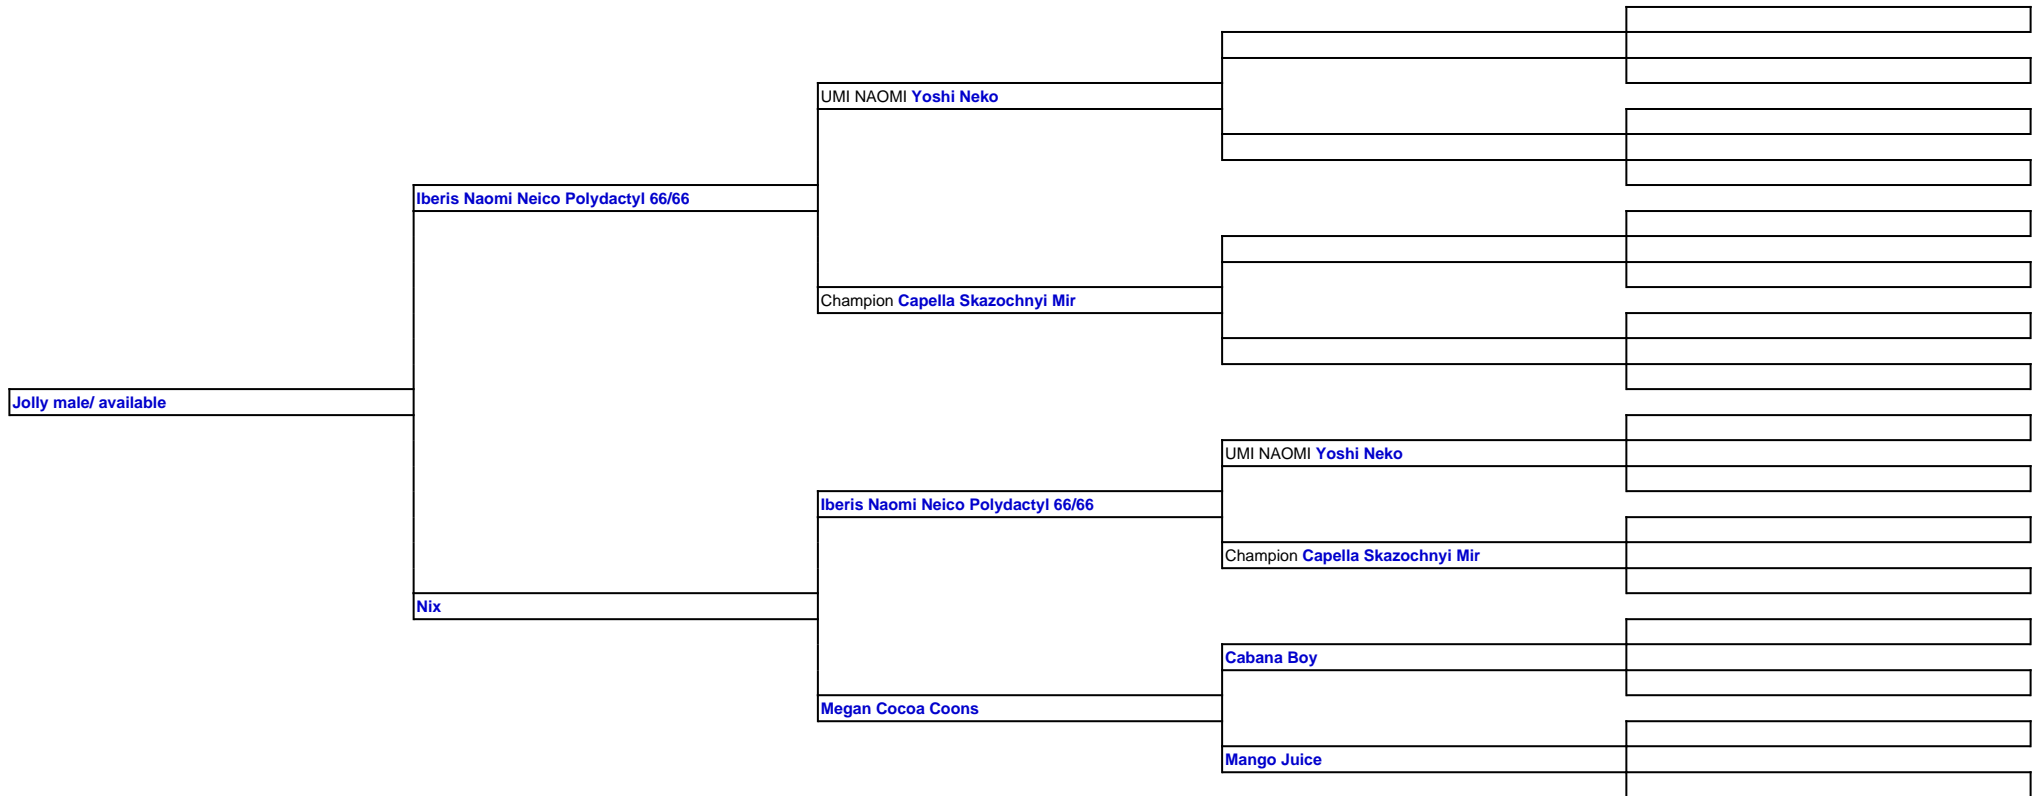 UMI NAOMI Yoshi Neko
Iberis Naomi Neico Polydactyl 66/66
Champion Capella Skazochnyi Mir
Jolly male/ available
UMI NAOMI Yoshi Neko
Iberis Naomi Neico Polydactyl 66/66
Champion Capella Skazochnyi Mir
Nix
Cabana Boy
Megan Cocoa Coons
Mango Juice